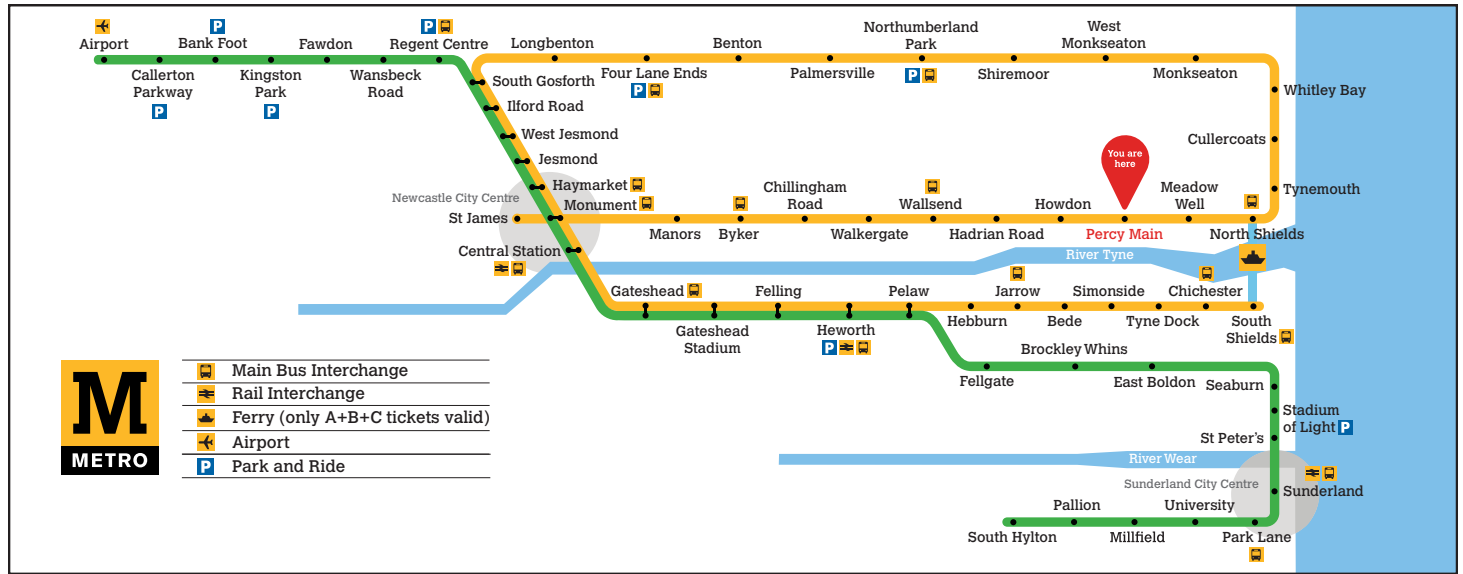 Airport
Callerton
Parkway
P
Bank Foot
P
Kingston
Park
P
Fawdon
Wansbeck
Road
Regent Centre
P
Longbenton
Four Lane Ends
P
Benton
Palmersville
Northumberland
Park
P
Shiremoor
West
Monkseaton
Monkseaton
Whitley Bay
Cullercoats
Tynemouth
South Gosforth
Ilford Road
West Jesmond
Jesmond
Haymarket
Newcastle City Centre
Monument
St James
Central Station
Manors
Byker
Chillingham
Road
Walkergate
Wallsend
Hadrian Road
Howdon
You are
here
Percy Main
Meadow
Well
North Shields
River Tyne
Gateshead
Gateshead
Stadium
Felling
Heworth
P
Pelaw
Hebburn
Jarrow
Bede
Simonside
Tyne Dock
Chichester
South
Shields
Fellgate
Brockley Whins
East Boldon
Seaburn
Stadium
of Light P
St Peter's
River Wear
Sunderland City Centre
Sunderland
Park Lane
University
Millfield
Pallion
South Hylton
M
METRO
Main Bus Interchange
Rail Interchange
Ferry (only A+B+C tickets valid)
Airport
P Park and Ride